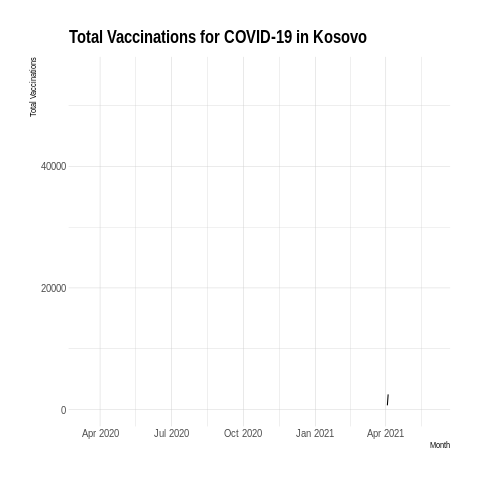 Total Vaccinations for COVID-19 in Kosovo
Total Vaccinations
40000
20000
0
Apr 2020 Jul 2020 Oct 2020 Jan 2021 Apr 2021
Month